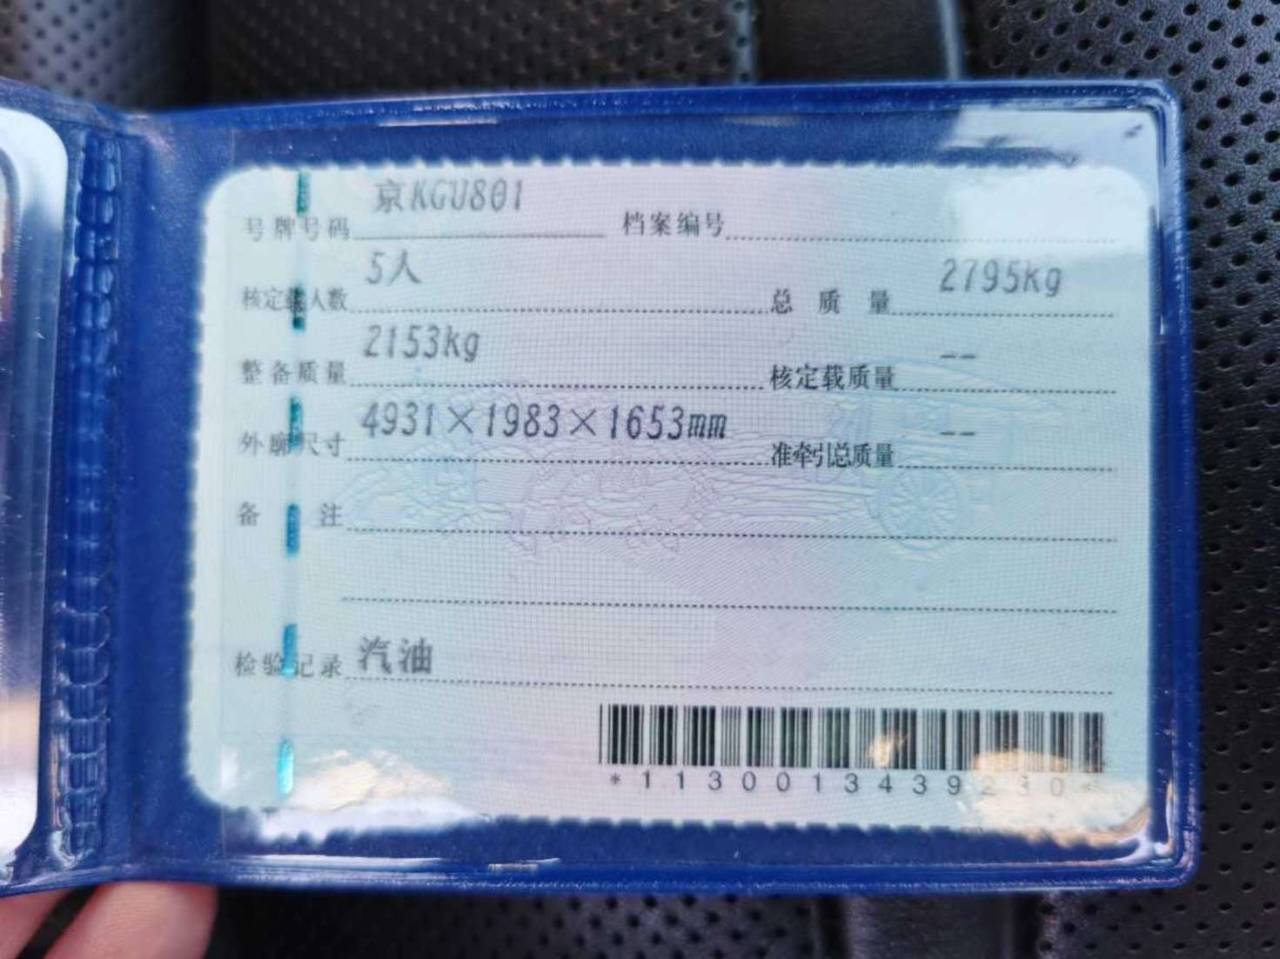 号牌号码 京KGU801 档案编号
核定载人数 5人 总质量 2795kg
整备质量 2153kg 核定载质量 --
外廓尺寸 4931×1983×1653mm 准牵引总质量 --
备注
检验记录 汽油
*1130013439230*